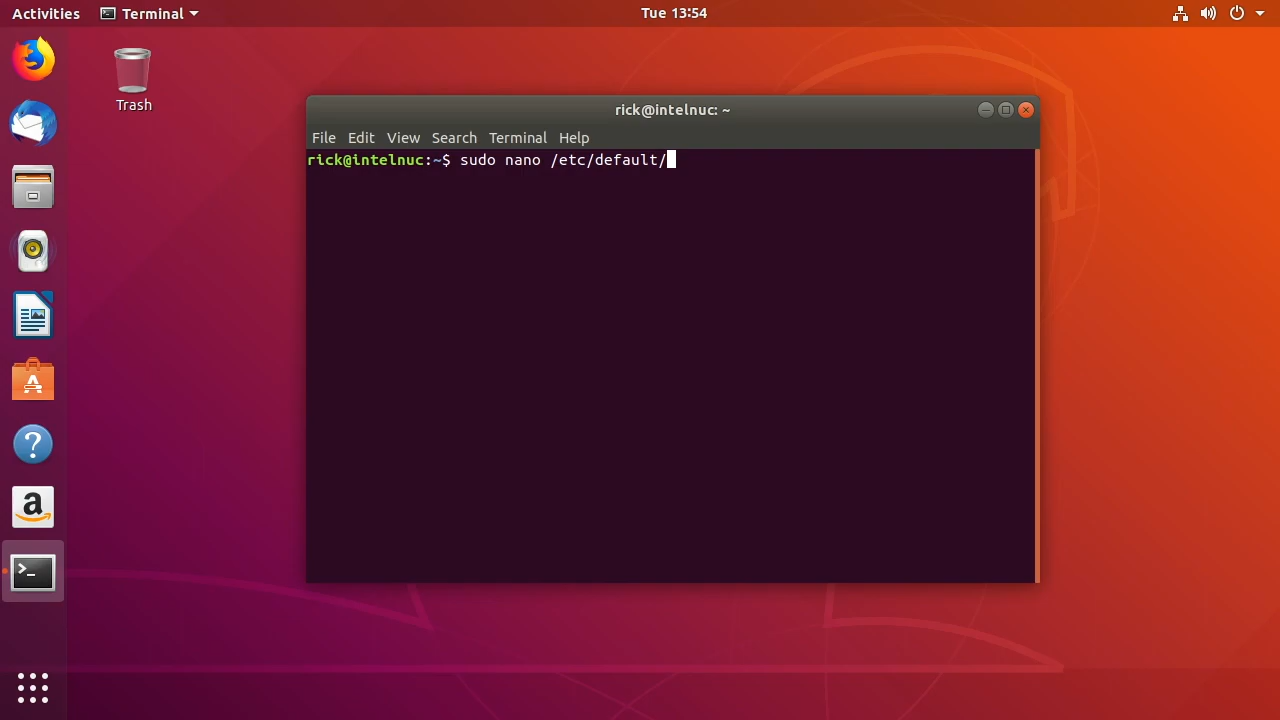 Activities Terminal Tue 13:54
Trash
rick@intelnuc: ~
File Edit View Search Terminal Help
rick@intelnuc:~$ sudo nano /etc/default/